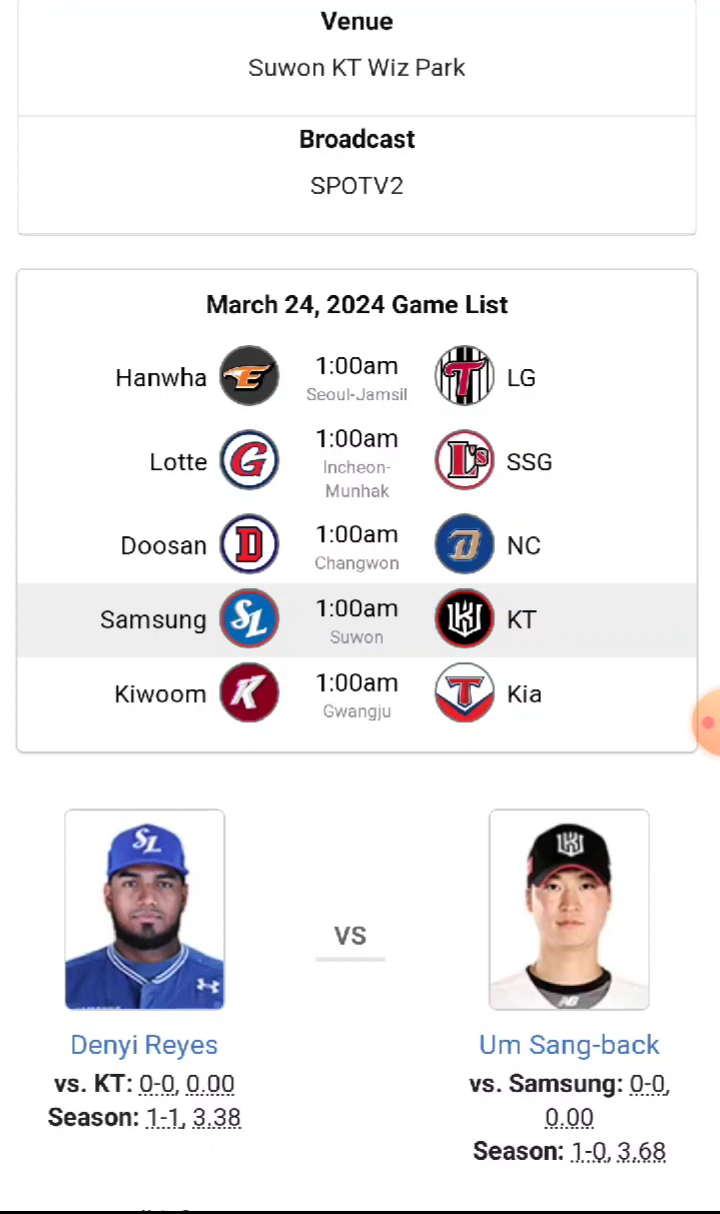 Venue
Suwon KT Wiz Park
Broadcast
SPOTV2
March 24, 2024 Game List
Hanwha E 1:00am T LG
Seoul-Jamsil
Lotte G 1:00am L's SSG
Incheon-
Munhak
Doosan D 1:00am D NC
Changwon
Samsung SL 1:00am KT
Suwon
Kiwoom K 1:00am T Kia
Gwangju
SL
VS
NB
Denyi Reyes Um Sang-back
vs. KT: 0-0, 0.00 vs. Samsung: 0-0,
Season: 1-1, 3.38 0.00
Season: 1-0, 3.68